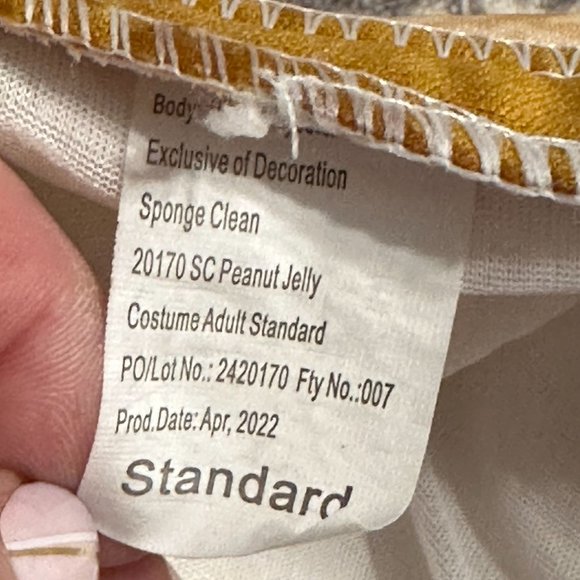 Body
Exclusive of Decoration
Sponge Clean
20170 SC Peanut Jelly
Costume Adult Standard
PO/Lot No.: 2420170 Fty No.:007
Prod.Date: Apr, 2022
Standard